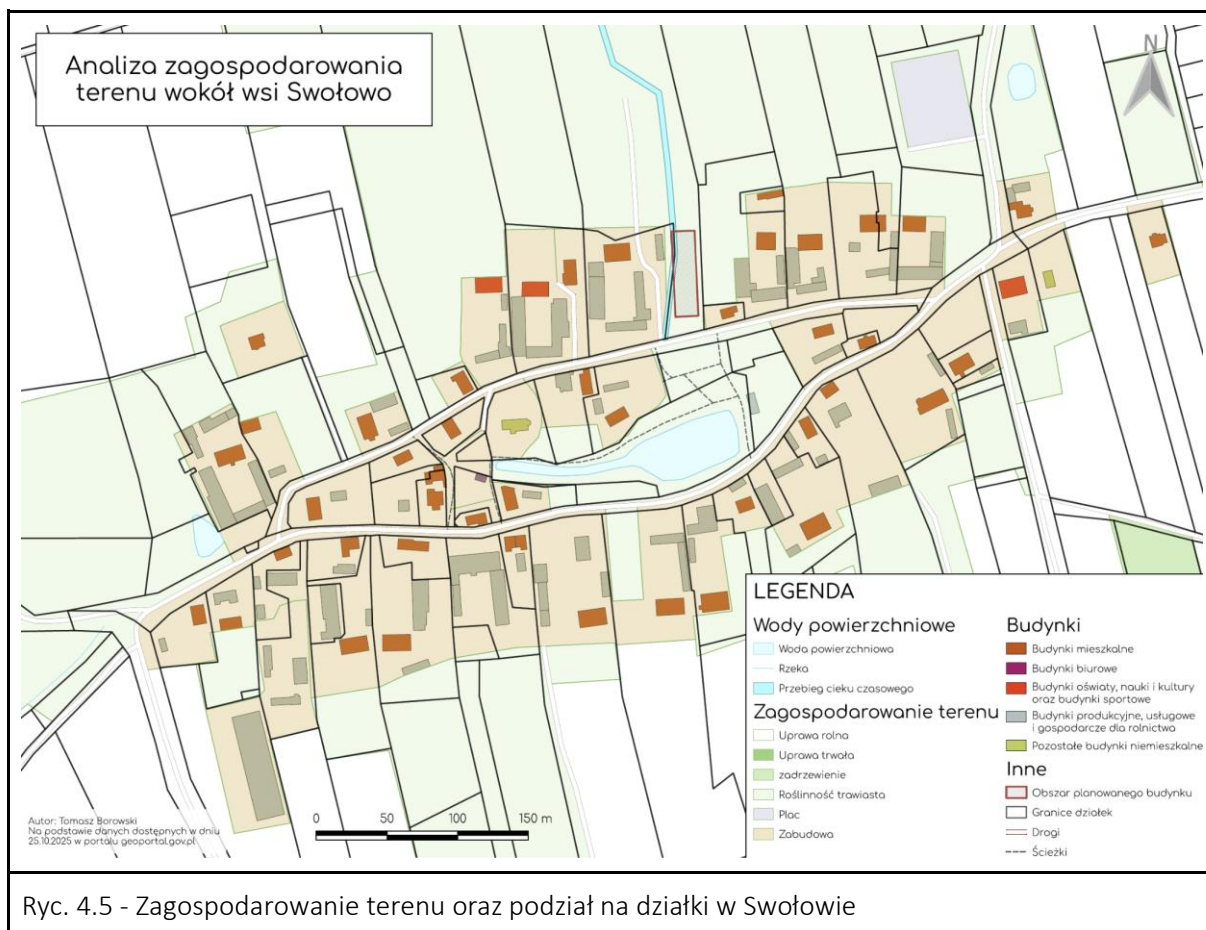 Analiza zagospodarowania
terenu wokół wsi Swołowo
N
LEGENDA
Wody powierzchniowe
Woda powierzchniowa
Rzeka
Przebieg cieku czasowego
Zagospodarowanie terenu
Uprawa rolna
Uprawa trwała
zadrzewienie
Roślinność trawiasta
Plac
Zabudowa
Budynki
Budynki mieszkalne
Budynki biurowe
Budynki oświaty, nauki i kultury
oraz budynki sportowe
Budynki produkcyjne, usługowe
i gospodarcze dla rolnictwa
Pozostałe budynki niemieszkalne
Inne
Obszar planowanego budynku
Granice działek
Drogi
Ścieżki
Autor: Tomasz Borowski
Na podstawie danych dostępnych w dniu
25.10.2025 w portalu geoportal.gov.pl
0 50 100 150 m
Ryc. 4.5 - Zagospodarowanie terenu oraz podział na działki w Swołowie